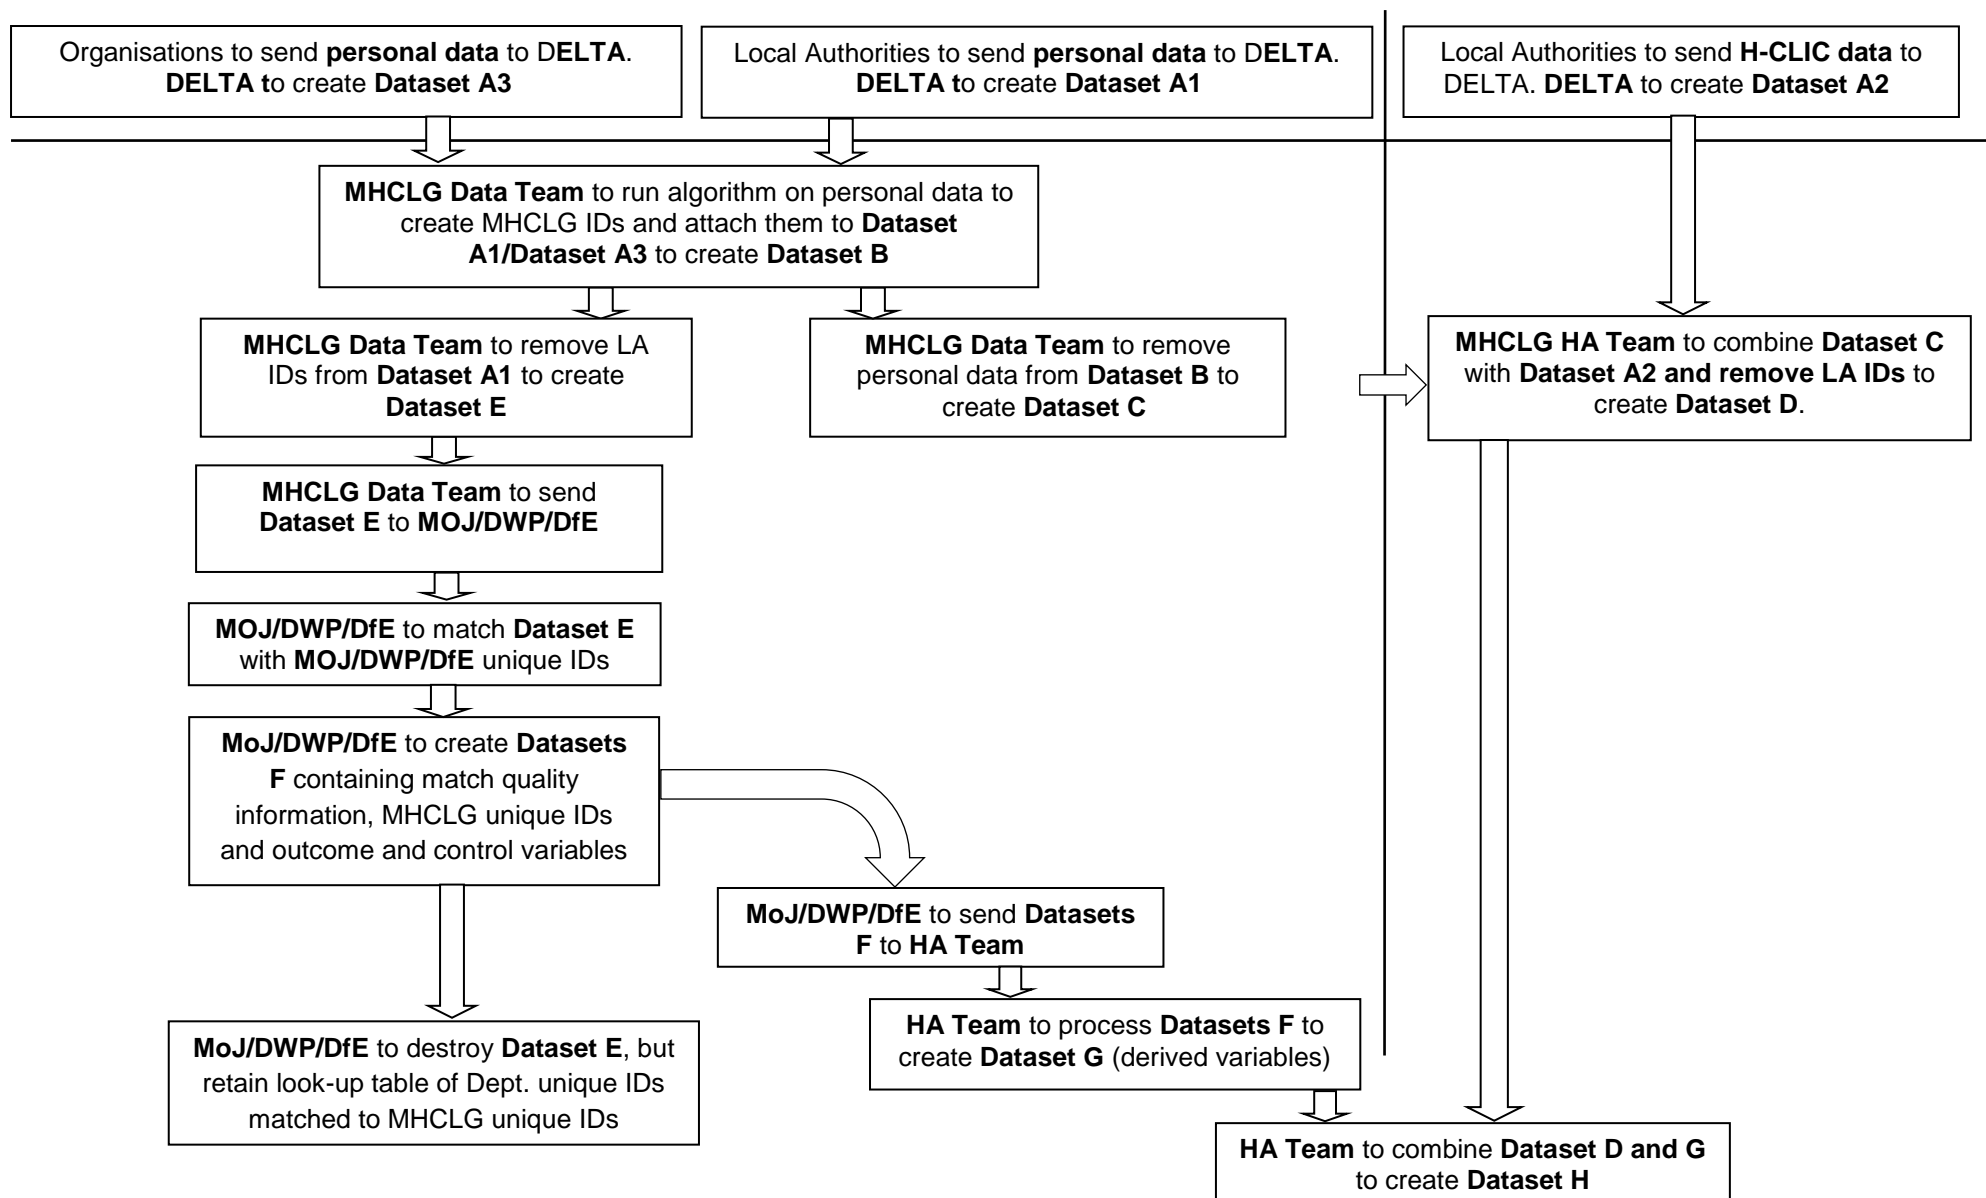 Organisations to send personal data to DELTA.
DELTA to create Dataset A3
Local Authorities to send personal data to DELTA.
DELTA to create Dataset A1
Local Authorities to send H-CLIC data to
DELTA. DELTA to create Dataset A2
MHCLG Data Team to run algorithm on personal data to
create MHCLG IDs and attach them to Dataset
A1/Dataset A3 to create Dataset B
MHCLG Data Team to remove LA
IDs from Dataset A1 to create
Dataset E
MHCLG Data Team to remove
personal data from Dataset B to
create Dataset C
MHCLG HA Team to combine Dataset C
with Dataset A2 and remove LA IDs to
create Dataset D.
MHCLG Data Team to send
Dataset E to MOJ/DWP/DfE
MOJ/DWP/DfE to match Dataset E
with MOJ/DWP/DfE unique IDs
MoJ/DWP/DfE to create Datasets
F containing match quality
information, MHCLG unique IDs
and outcome and control variables
MoJ/DWP/DfE to send Datasets
F to HA Team
HA Team to process Datasets F to
create Dataset G (derived variables)
MoJ/DWP/DfE to destroy Dataset E, but
retain look-up table of Dept. unique IDs
matched to MHCLG unique IDs
HA Team to combine Dataset D and G
to create Dataset H